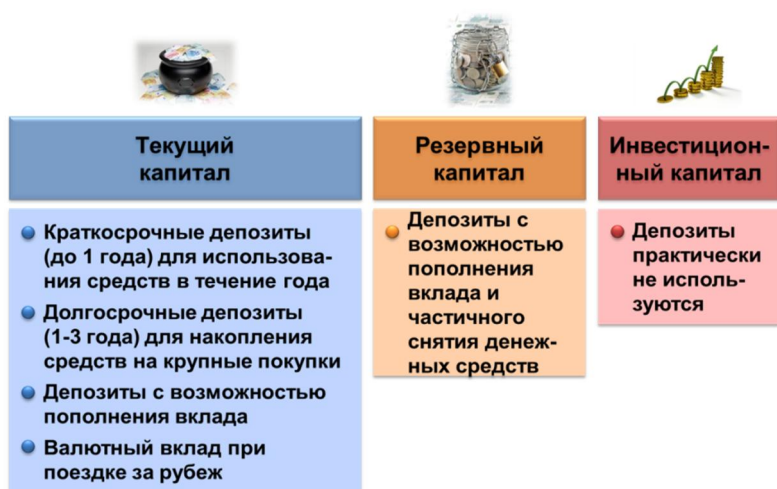 Текущий
капитал
Резервный
капитал
Инвестицион-
ный капитал
Краткосрочные депозиты
(до 1 года) для использова-
ния средств в течение года
Долгосрочные депозиты
(1-3 года) для накопления
средств на крупные покупки
Депозиты с возможностью
пополнения вклада
Валютный вклад при
поездке за рубеж
Депозиты с
возможностью
пополнения
вклада и
частичного
снятия денеж-
ных средств
Депозиты
практически
не исполь-
зуются